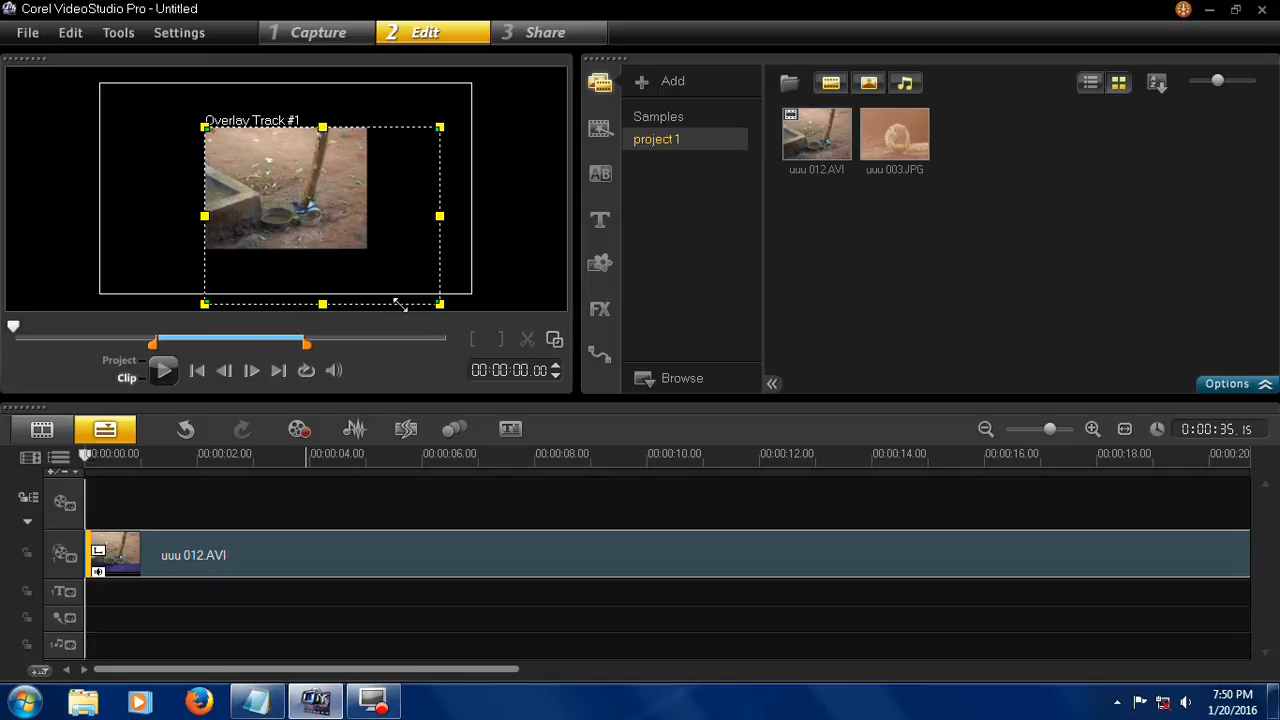 Corel VideoStudio Pro - Untitled
File Edit Tools Settings 1 Capture 2 Edit 3 Share
Add
Samples
project 1
Browse
Options
uuu 012.AVI
uuu 003.JPG
Overlay Track #1
Project
Clip
00:00:00.00
0:00:35.15
00:00:00.00 00:00:02.00 00:00:04.00 00:00:06.00 00:00:08.00 00:00:10.00 00:00:12.00 00:00:14.00 00:00:16.00 00:00:18.00 00:00:20
uuu 012.AVI
7:50 PM
1/20/2016